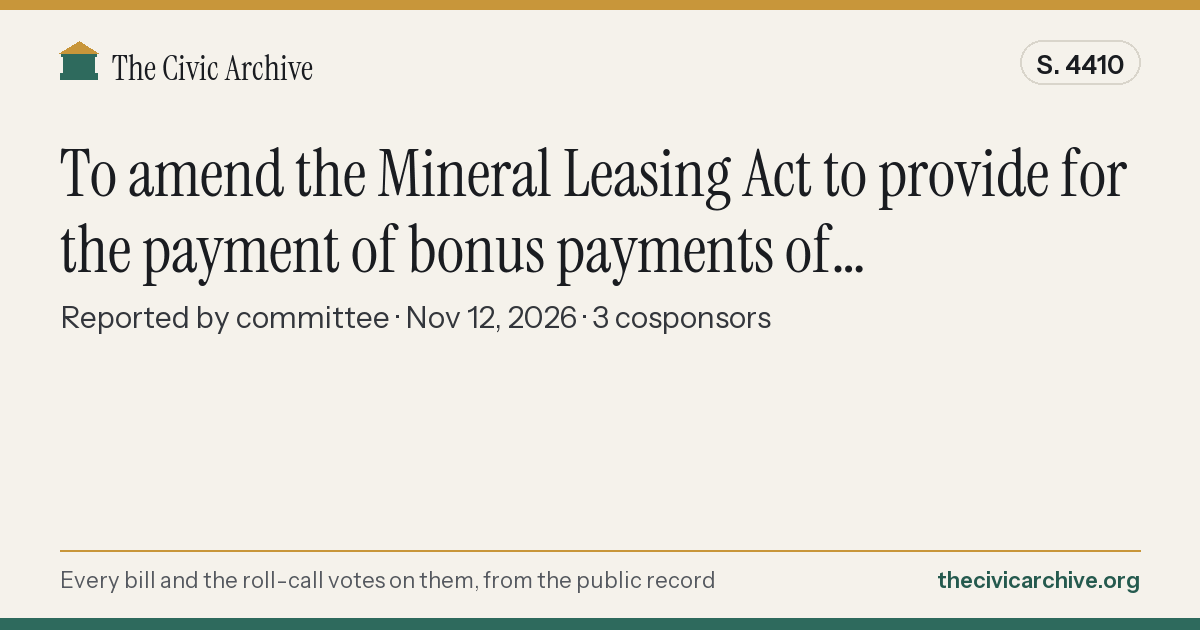 The Civic Archive
S. 4410
To amend the Mineral Leasing Act to provide for
the payment of bonus payments of...
Reported by committee · Nov 12, 2026 · 3 cosponsors
Every bill and the roll-call votes on them, from the public record
thecivicarchive.org